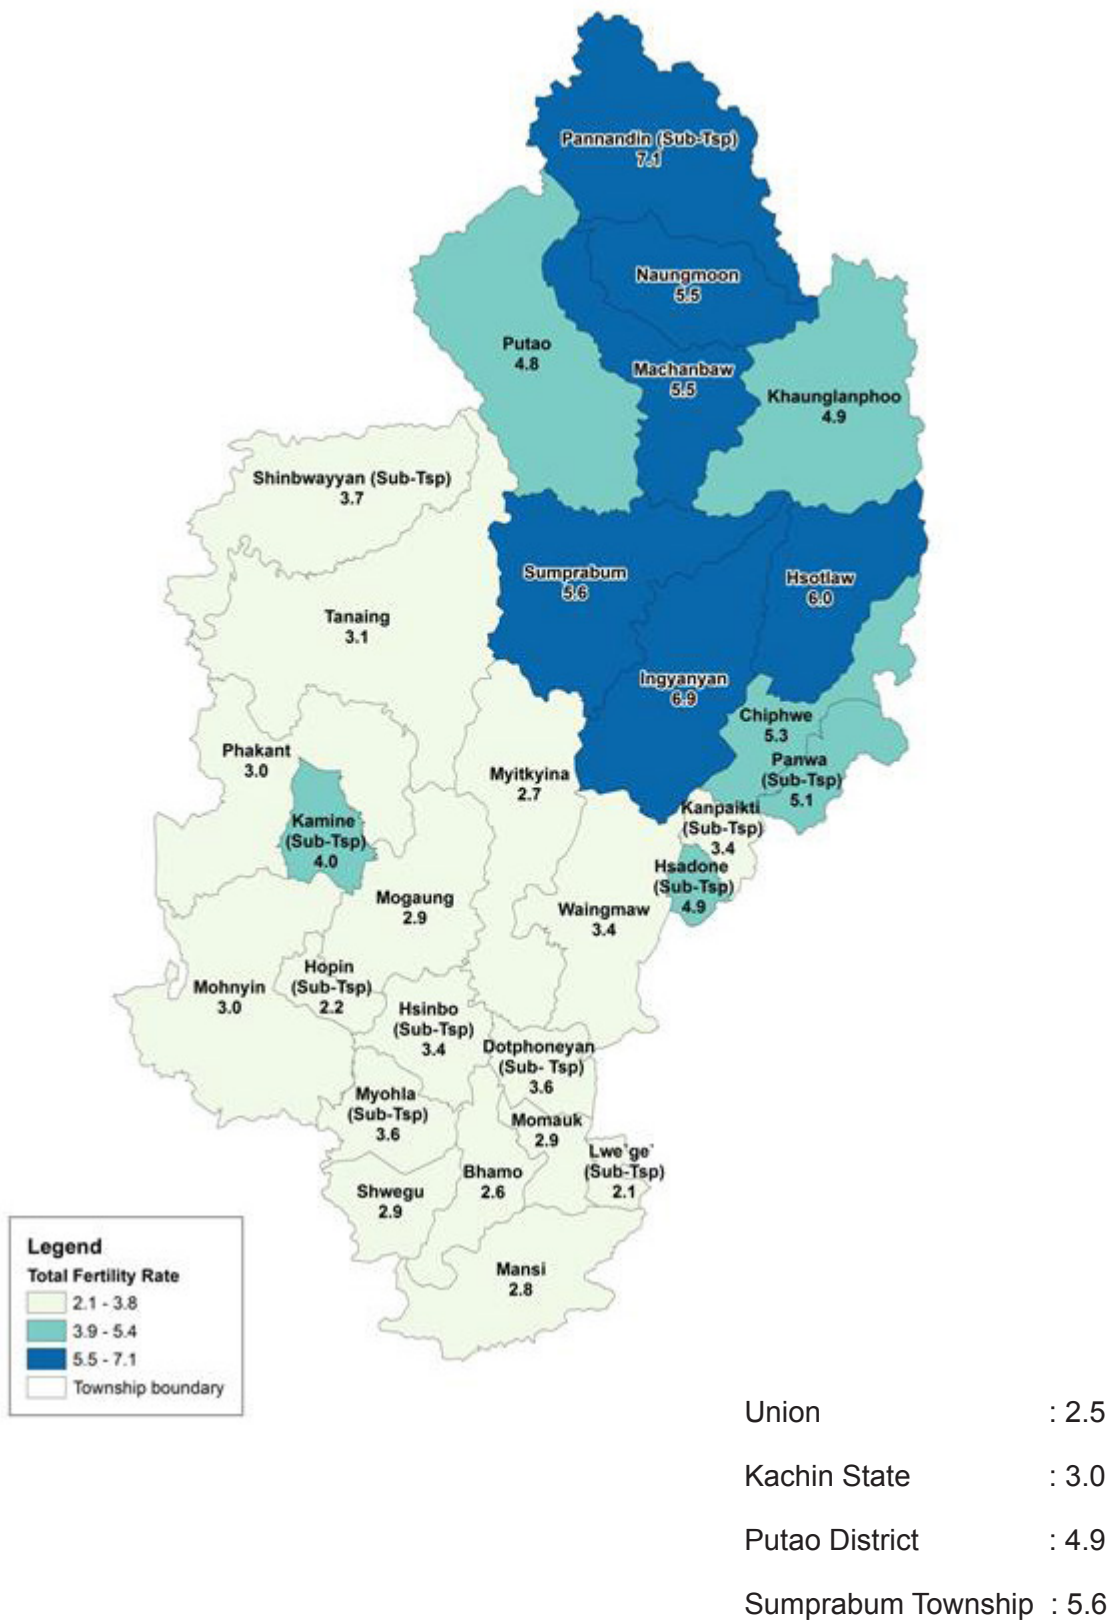 Pannandin (Sub-Tsp)
7.1
Naungmoon
5.5
Putao
4.8
Machanbaw
5.5
Khaunglanphoo
4.9
Shinbwayyan (Sub-Tsp)
3.7
Sumprabum
5.6
Hsotlaw
6.0
Tanaing
3.1
Ingyanyan
6.9
Chiphwe
5.3
Phakant
3.0
Panwa
(Sub-Tsp)
5.1
Myitkyina
2.7
Kanpaikti
(Sub-Tsp)
3.4
Kamine
(Sub-Tsp)
4.0
Hsadone
(Sub-Tsp)
4.9
Mogaung
2.9
Waingmaw
3.4
Hopin
(Sub-Tsp)
2.2
Mohnyin
3.0
Hsinbo
(Sub-Tsp)
3.4
Dotphoneyan
(Sub- Tsp)
3.6
Myohla
(Sub-Tsp)
3.6
Momauk
2.9
Lwe`ge`
(Sub-Tsp)
2.1
Bhamo
2.6
Shwegu
2.9
Mansi
2.8
Legend
Total Fertility Rate
2.1 - 3.8
3.9 - 5.4
5.5 - 7.1
Township boundary
Union : 2.5
Kachin State : 3.0
Putao District : 4.9
Sumprabum Township : 5.6